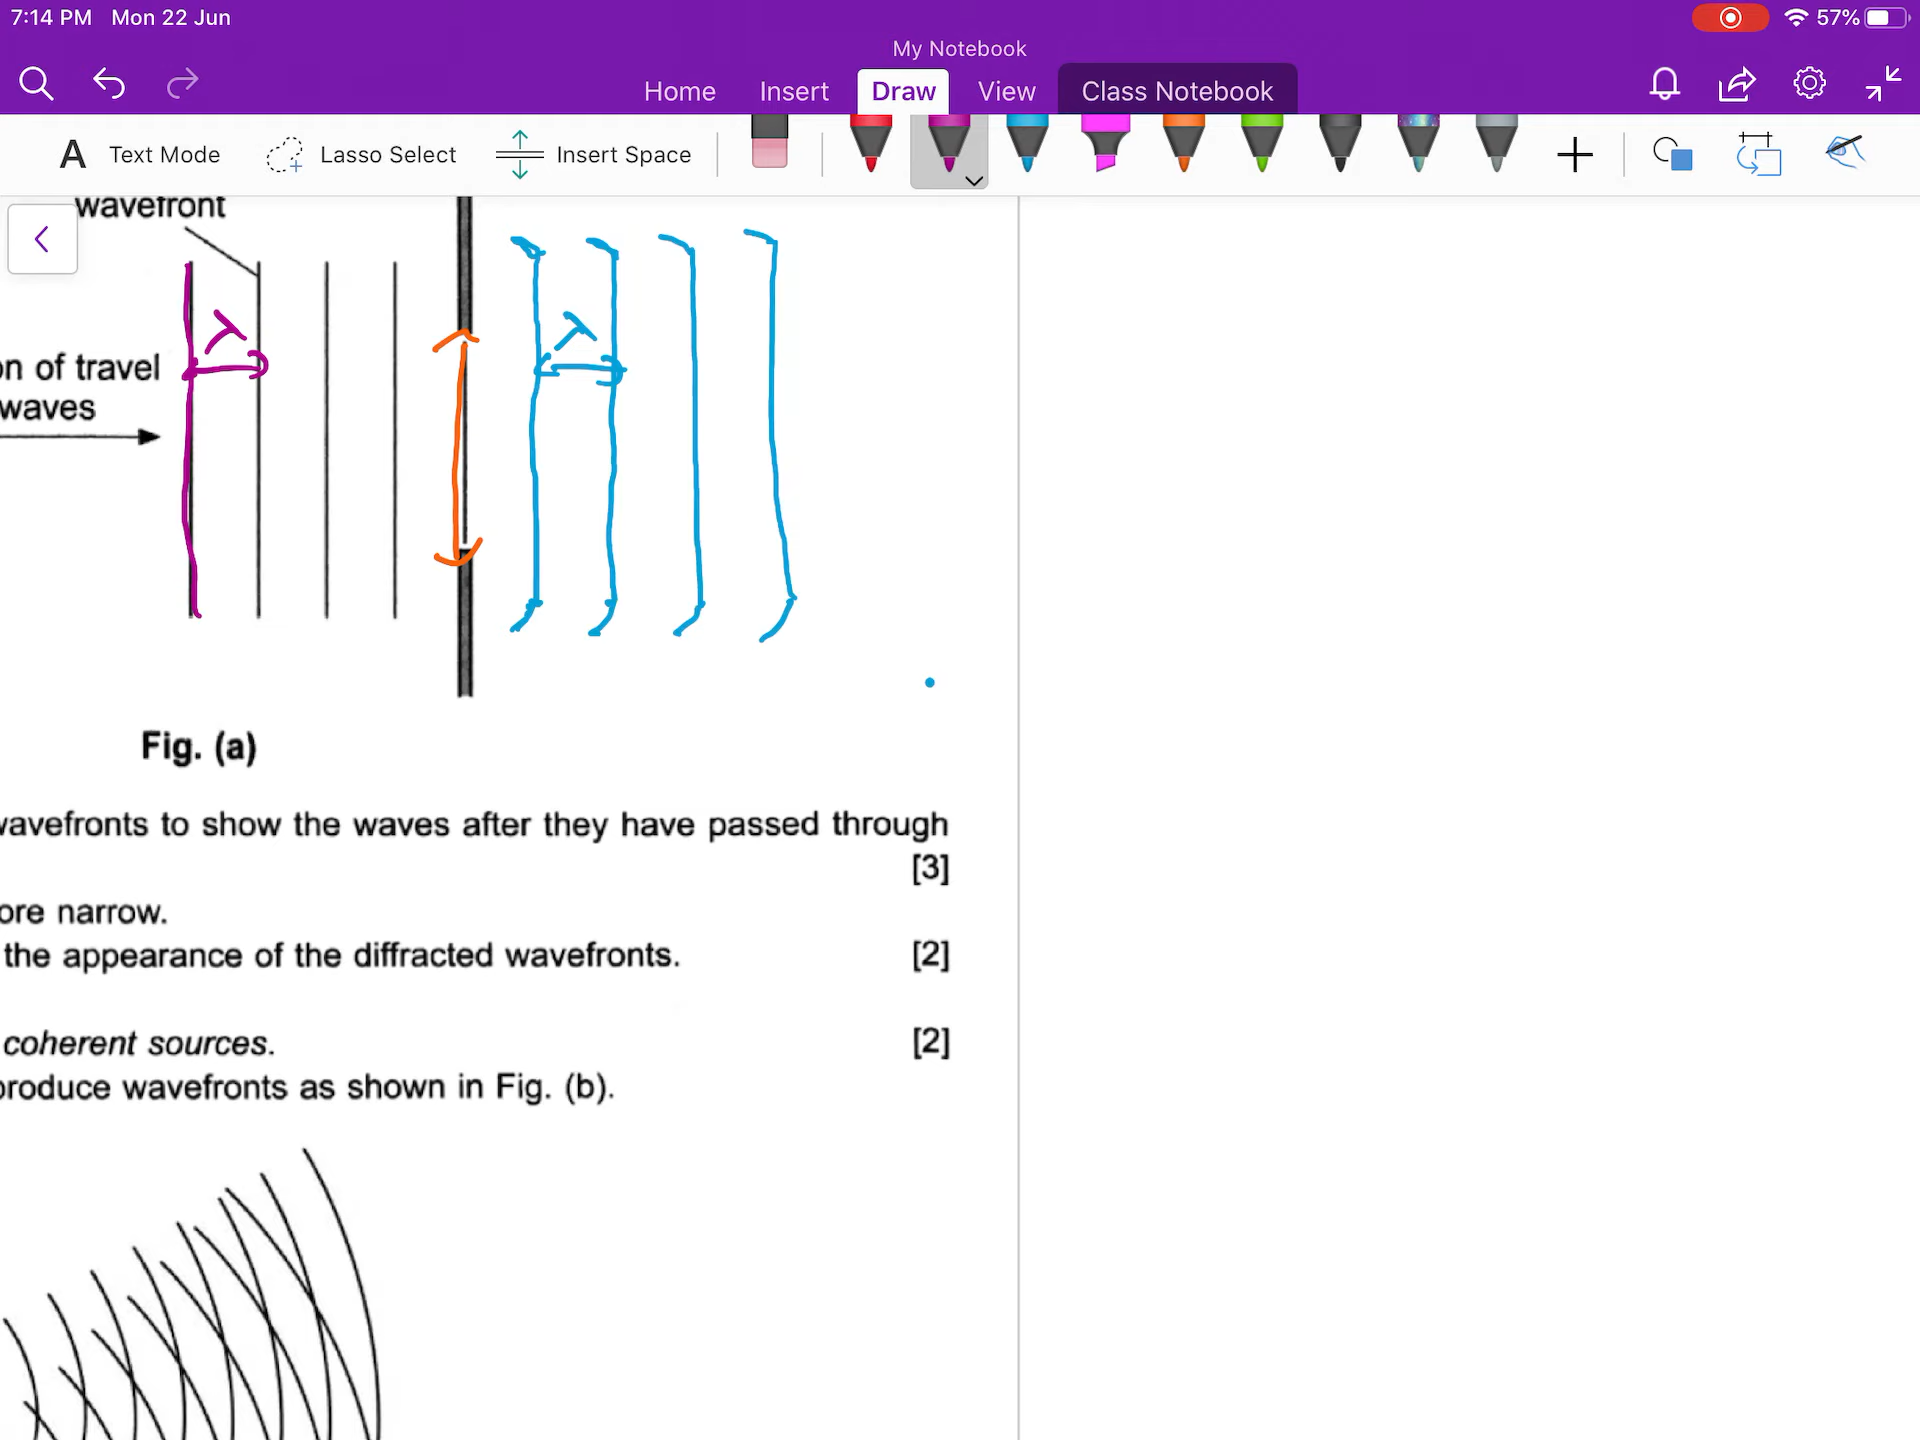 7:14 PM Mon 22 Jun
57%
My Notebook
Home Insert Draw View Class Notebook
A Text Mode Lasso Select Insert Space
wavefront
λ λ
on of travel
waves
Fig. (a)
wavefronts to show the waves after they have passed through
[3]
ore narrow.
the appearance of the diffracted wavefronts. [2]
coherent sources. [2]
produce wavefronts as shown in Fig. (b).